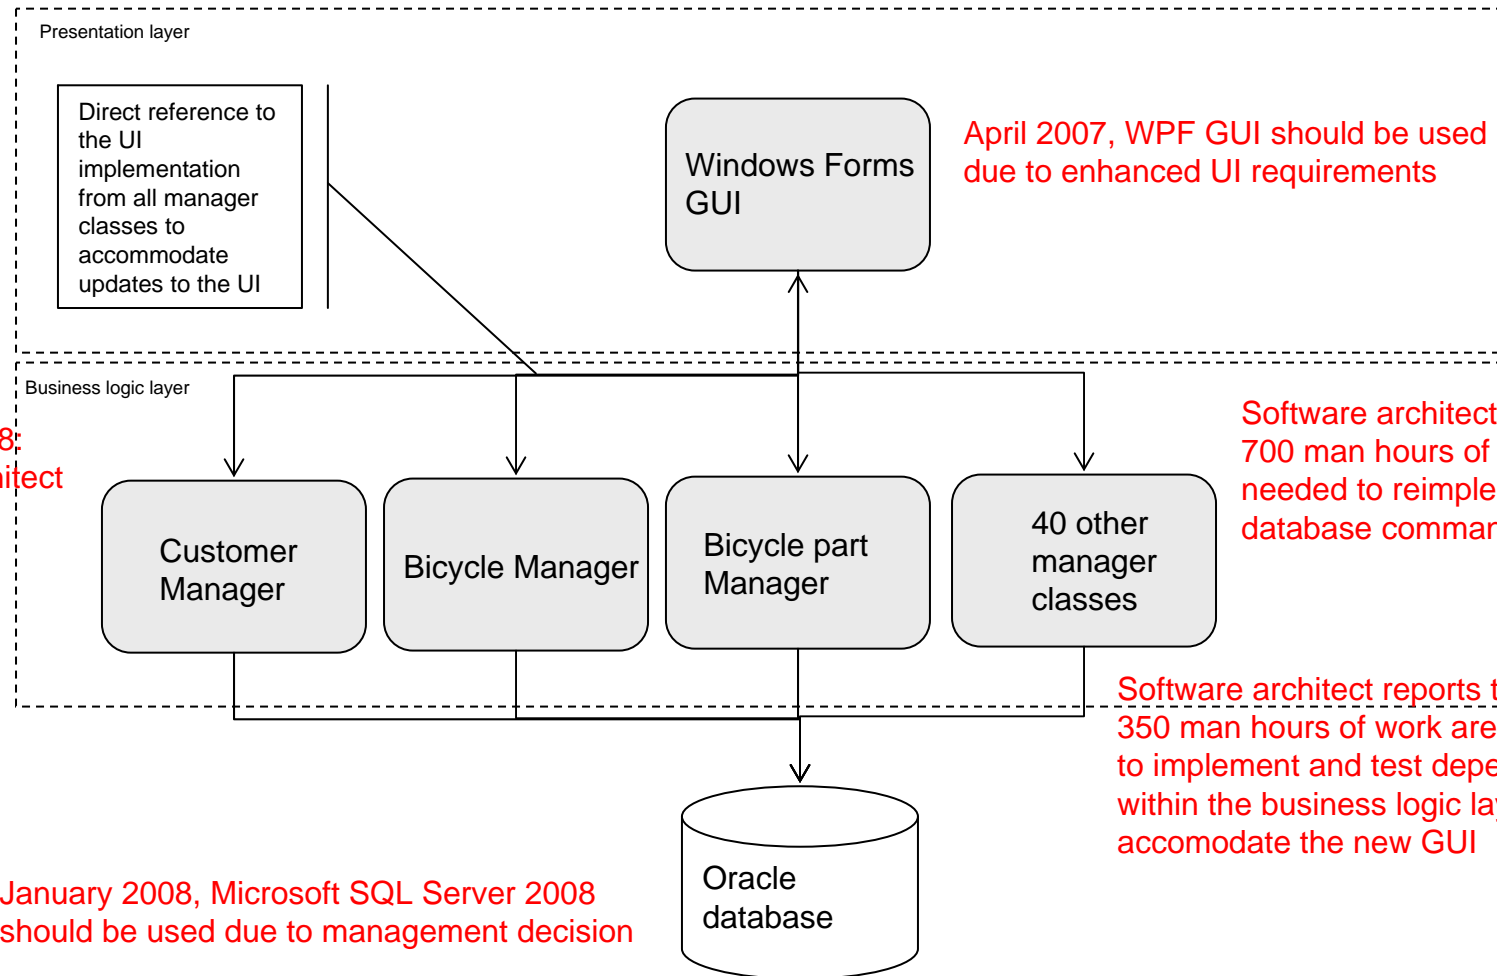 Presentation layer
Direct reference to
the UI
implementation
from all manager
classes to
accommodate
updates to the UI
Windows Forms
GUI
April 2007, WPF GUI should be used
due to enhanced UI requirements
Business logic layer
8:
Software architect
700 man hours of
needed to
database
Customer
Manager
Bicycle Manager
Bicycle part
Manager
40 other
manager
classes
Software architect reports
350 man hours of work are
to implement and test
within the business logic
accomodate the new GUI
Oracle
database
January 2008, Microsoft SQL Server 2008
should be used due to management decision